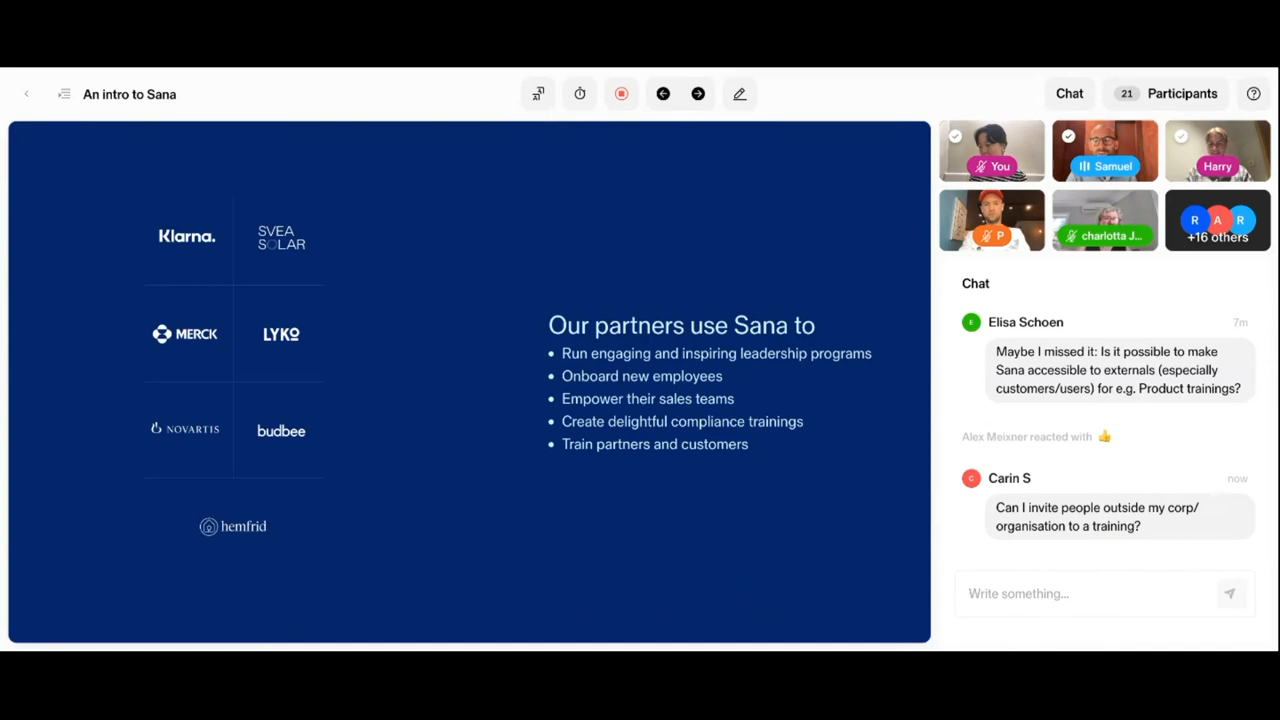 An intro to Sana
Chat
21 Participants
You
Samuel
Harry
P
charlotta J...
R A R
+16 others
Klarna.
SVEA
SOLAR
MERCK
LYKO
NOVARTIS
budbee
hemfrid
Our partners use Sana to
• Run engaging and inspiring leadership programs
• Onboard new employees
• Empower their sales teams
• Create delightful compliance trainings
• Train partners and customers
Chat
E Elisa Schoen 7m
Maybe I missed it: Is it possible to make
Sana accessible to externals (especially
customers/users) for e.g. Product trainings?
Alex Meixner reacted with 👍
C Carin S now
Can I invite people outside my corp/
organisation to a training?
Write something...